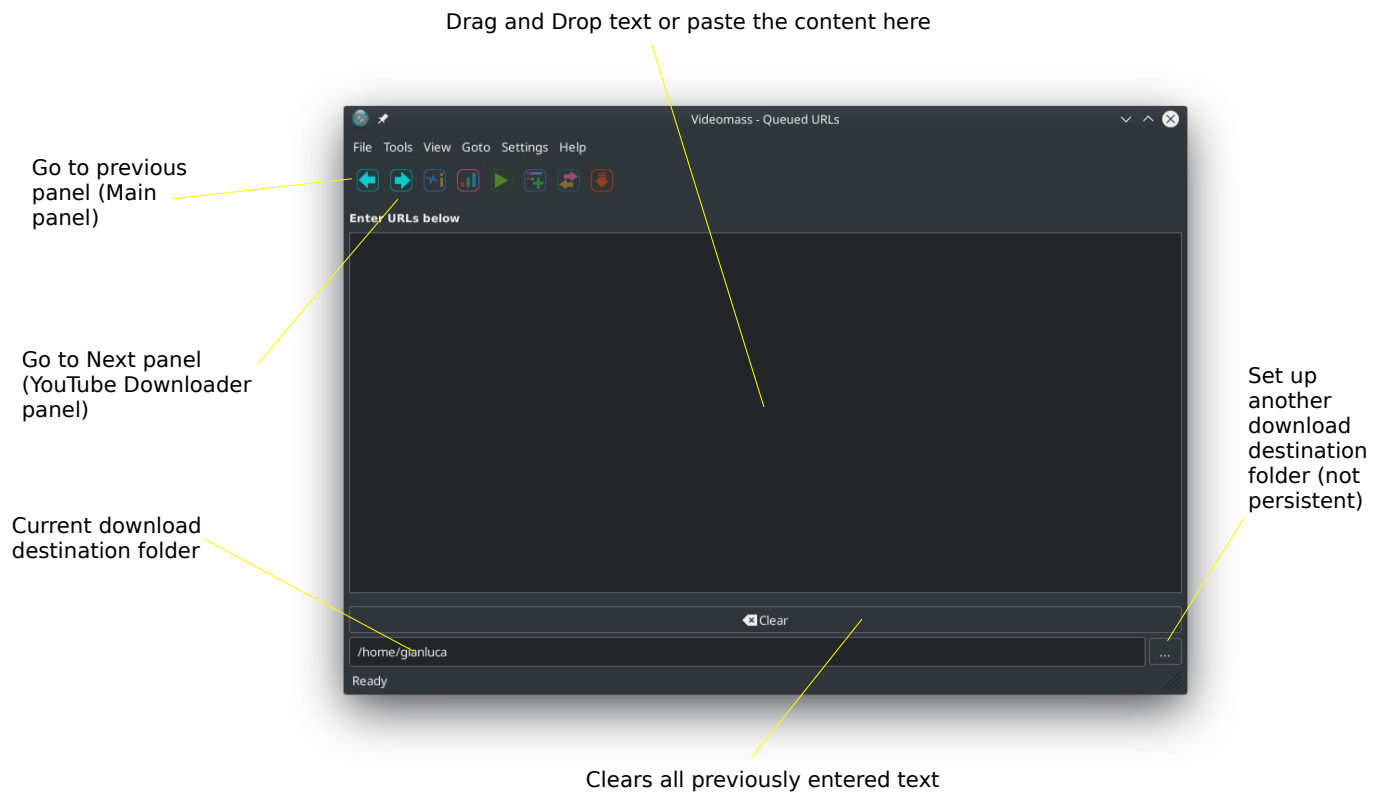 Drag and Drop text or paste the content here
Videomass - Queued URLs
File Tools View Goto Settings Help
Go to previous
panel (Main
panel)
Enter URLs below
Go to Next panel
(YouTube Downloader
panel)
Set up
another
download
destination
folder (not
persistent)
Current download
destination folder
Clear
/home/gianluca
...
Ready
Clears all previously entered text